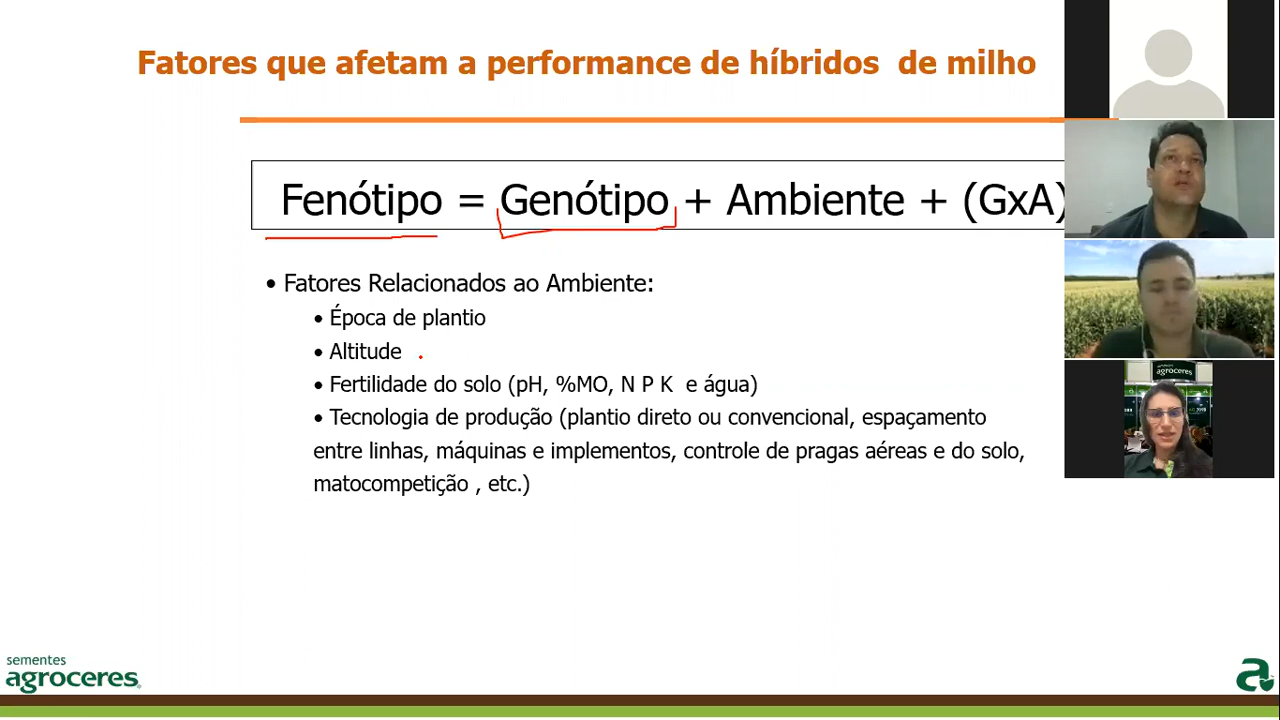 Fatores que afetam a performance de híbridos de milho
Fenótipo = Genótipo + Ambiente + (GxA)
• Fatores Relacionados ao Ambiente:
• Época de plantio
• Altitude
• Fertilidade do solo (pH, %MO, N P K e água)
• Tecnologia de produção (plantio direto ou convencional, espaçamento
entre linhas, máquinas e implementos, controle de pragas aéreas e do solo,
matocompetição , etc.)
agroceres
sementes
agroceres
a